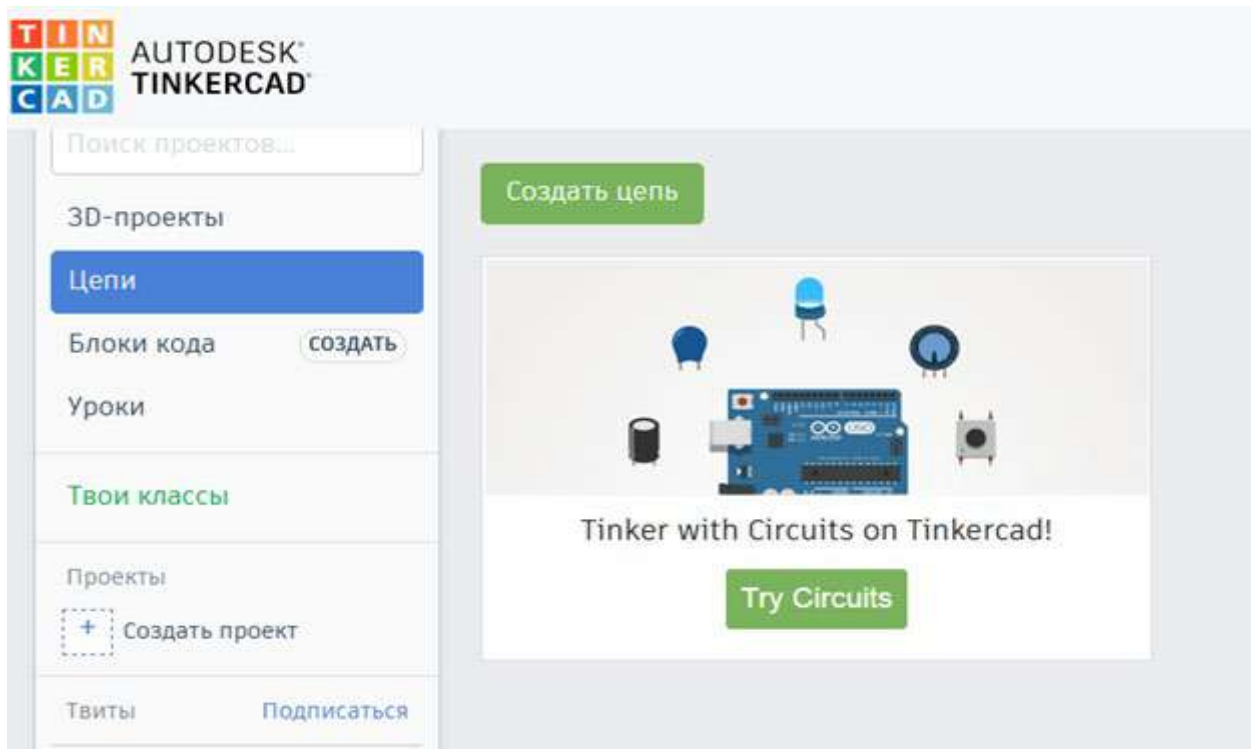 TIN
KER
CAD
AUTODESK®
TINKERCAD®
Поиск проектов...
3D-проекты
Цепи
Блоки кода
СОЗДАТЬ
Уроки
Твои классы
Проекты
+ Создать проект
Твиты
Подписаться
Создать цепь
UNO
Tinker with Circuits on Tinkercad!
Try Circuits